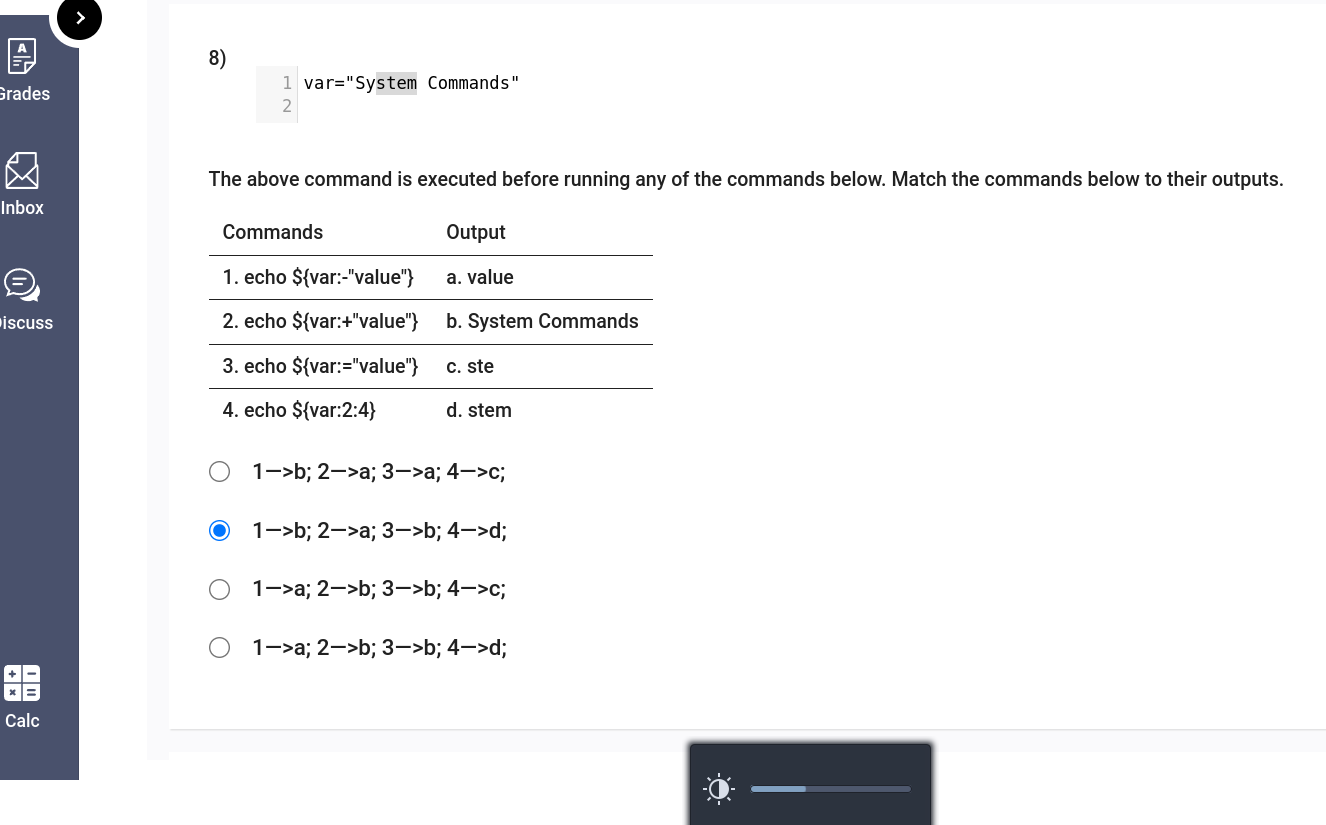 Grades
Inbox
Discuss
Calc
8)
1 var="System Commands"
2
The above command is executed before running any of the commands below. Match the commands below to their outputs.
Commands Output
1. echo ${var:-"value"} a. value
2. echo ${var:+"value"} b. System Commands
3. echo ${var:="value"} c. ste
4. echo ${var:2:4} d. stem
1—>b; 2—>a; 3—>a; 4—>c;
1—>b; 2—>a; 3—>b; 4—>d;
1—>a; 2—>b; 3—>b; 4—>c;
1—>a; 2—>b; 3—>b; 4—>d;